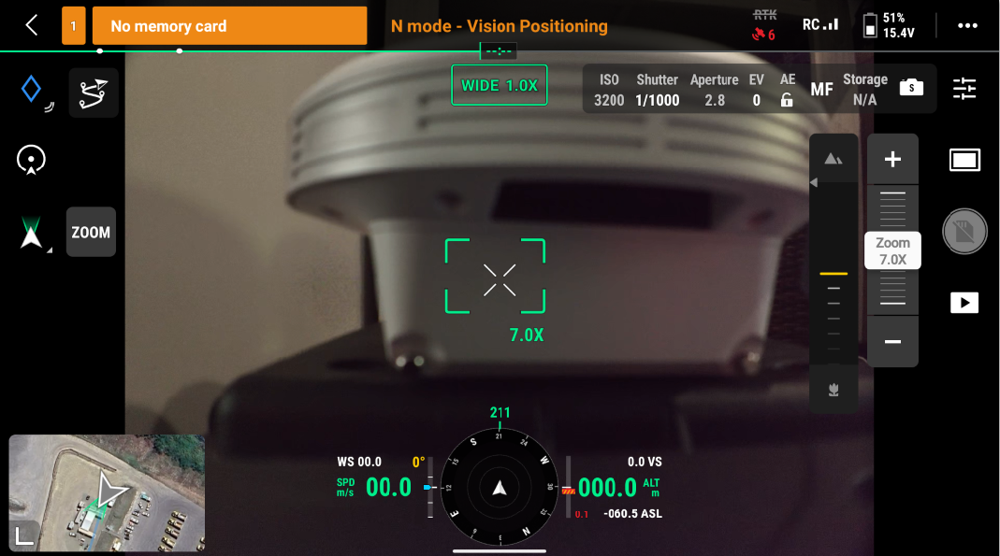 1
No memory card
N mode - Vision Positioning
RTK
6
RC
51%
15.4V
--:--
WIDE 1.0X
ISO
3200
Shutter
1/1000
Aperture
2.8
EV
0
AE
MF
Storage
N/A
S
ZOOM
Zoom
7.0X
7.0X
211
S
21
24
W
30
33
N
3
6
E
12
15
WS 00.0
0°
SPD
m/s
00.0
0.0 VS
000.0
ALT
m
0.1
-060.5 ASL